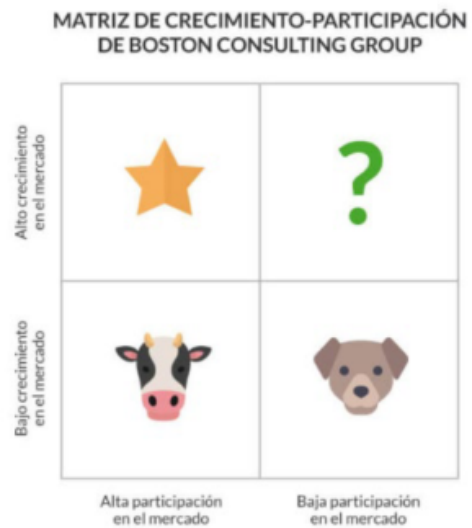 MATRIZ DE CRECIMIENTO-PARTICIPACIÓN
DE BOSTON CONSULTING GROUP
Alto crecimiento
en el mercado
?
Bajo crecimiento
en el mercado
Alta participación
en el mercado
Baja participación
en el mercado